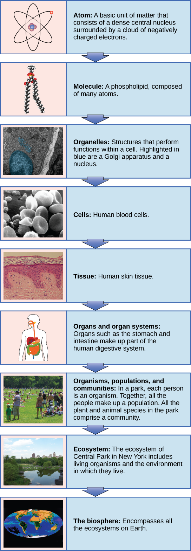 Atom: A basic unit of matter that
consists of a dense central nucleus
surrounded by a cloud of negatively
charged electrons.
Molecule: A phospholipid, composed
of many atoms.
Organelles: Structures that perform
functions within a cell. Highlighted in
blue are a Golgi apparatus and a
nucleus.
Cells: Human blood cells.
Tissue: Human skin tissue.
Organs and organ systems:
Organs such as the stomach and
intestine make up part of the
human digestive system.
Organisms, populations, and
communities: In a park, each person
is an organism. Together, all the
people make up a population. All the
plant and animal species in the park
comprise a community.
Ecosystem: The ecosystem of
Central Park in New York includes
living organisms and the environment
in which they live.
The biosphere: Encompasses all
the ecosystems on Earth.